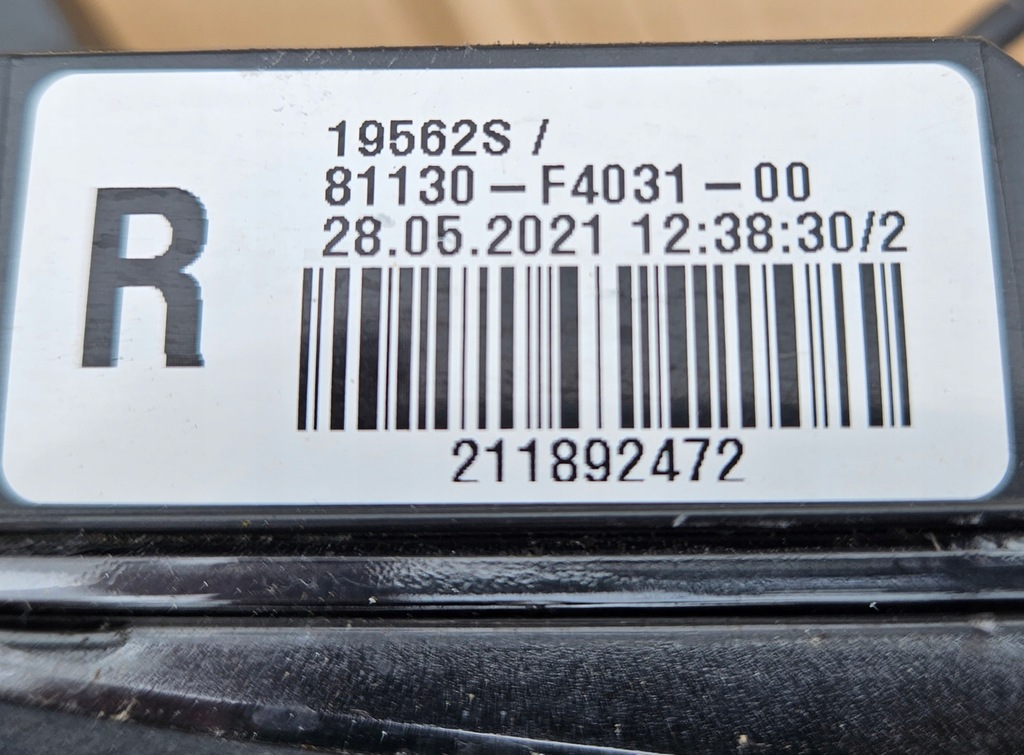 R
19562S /
81130-F4031-00
28.05.2021 12:38:30/2
211892472